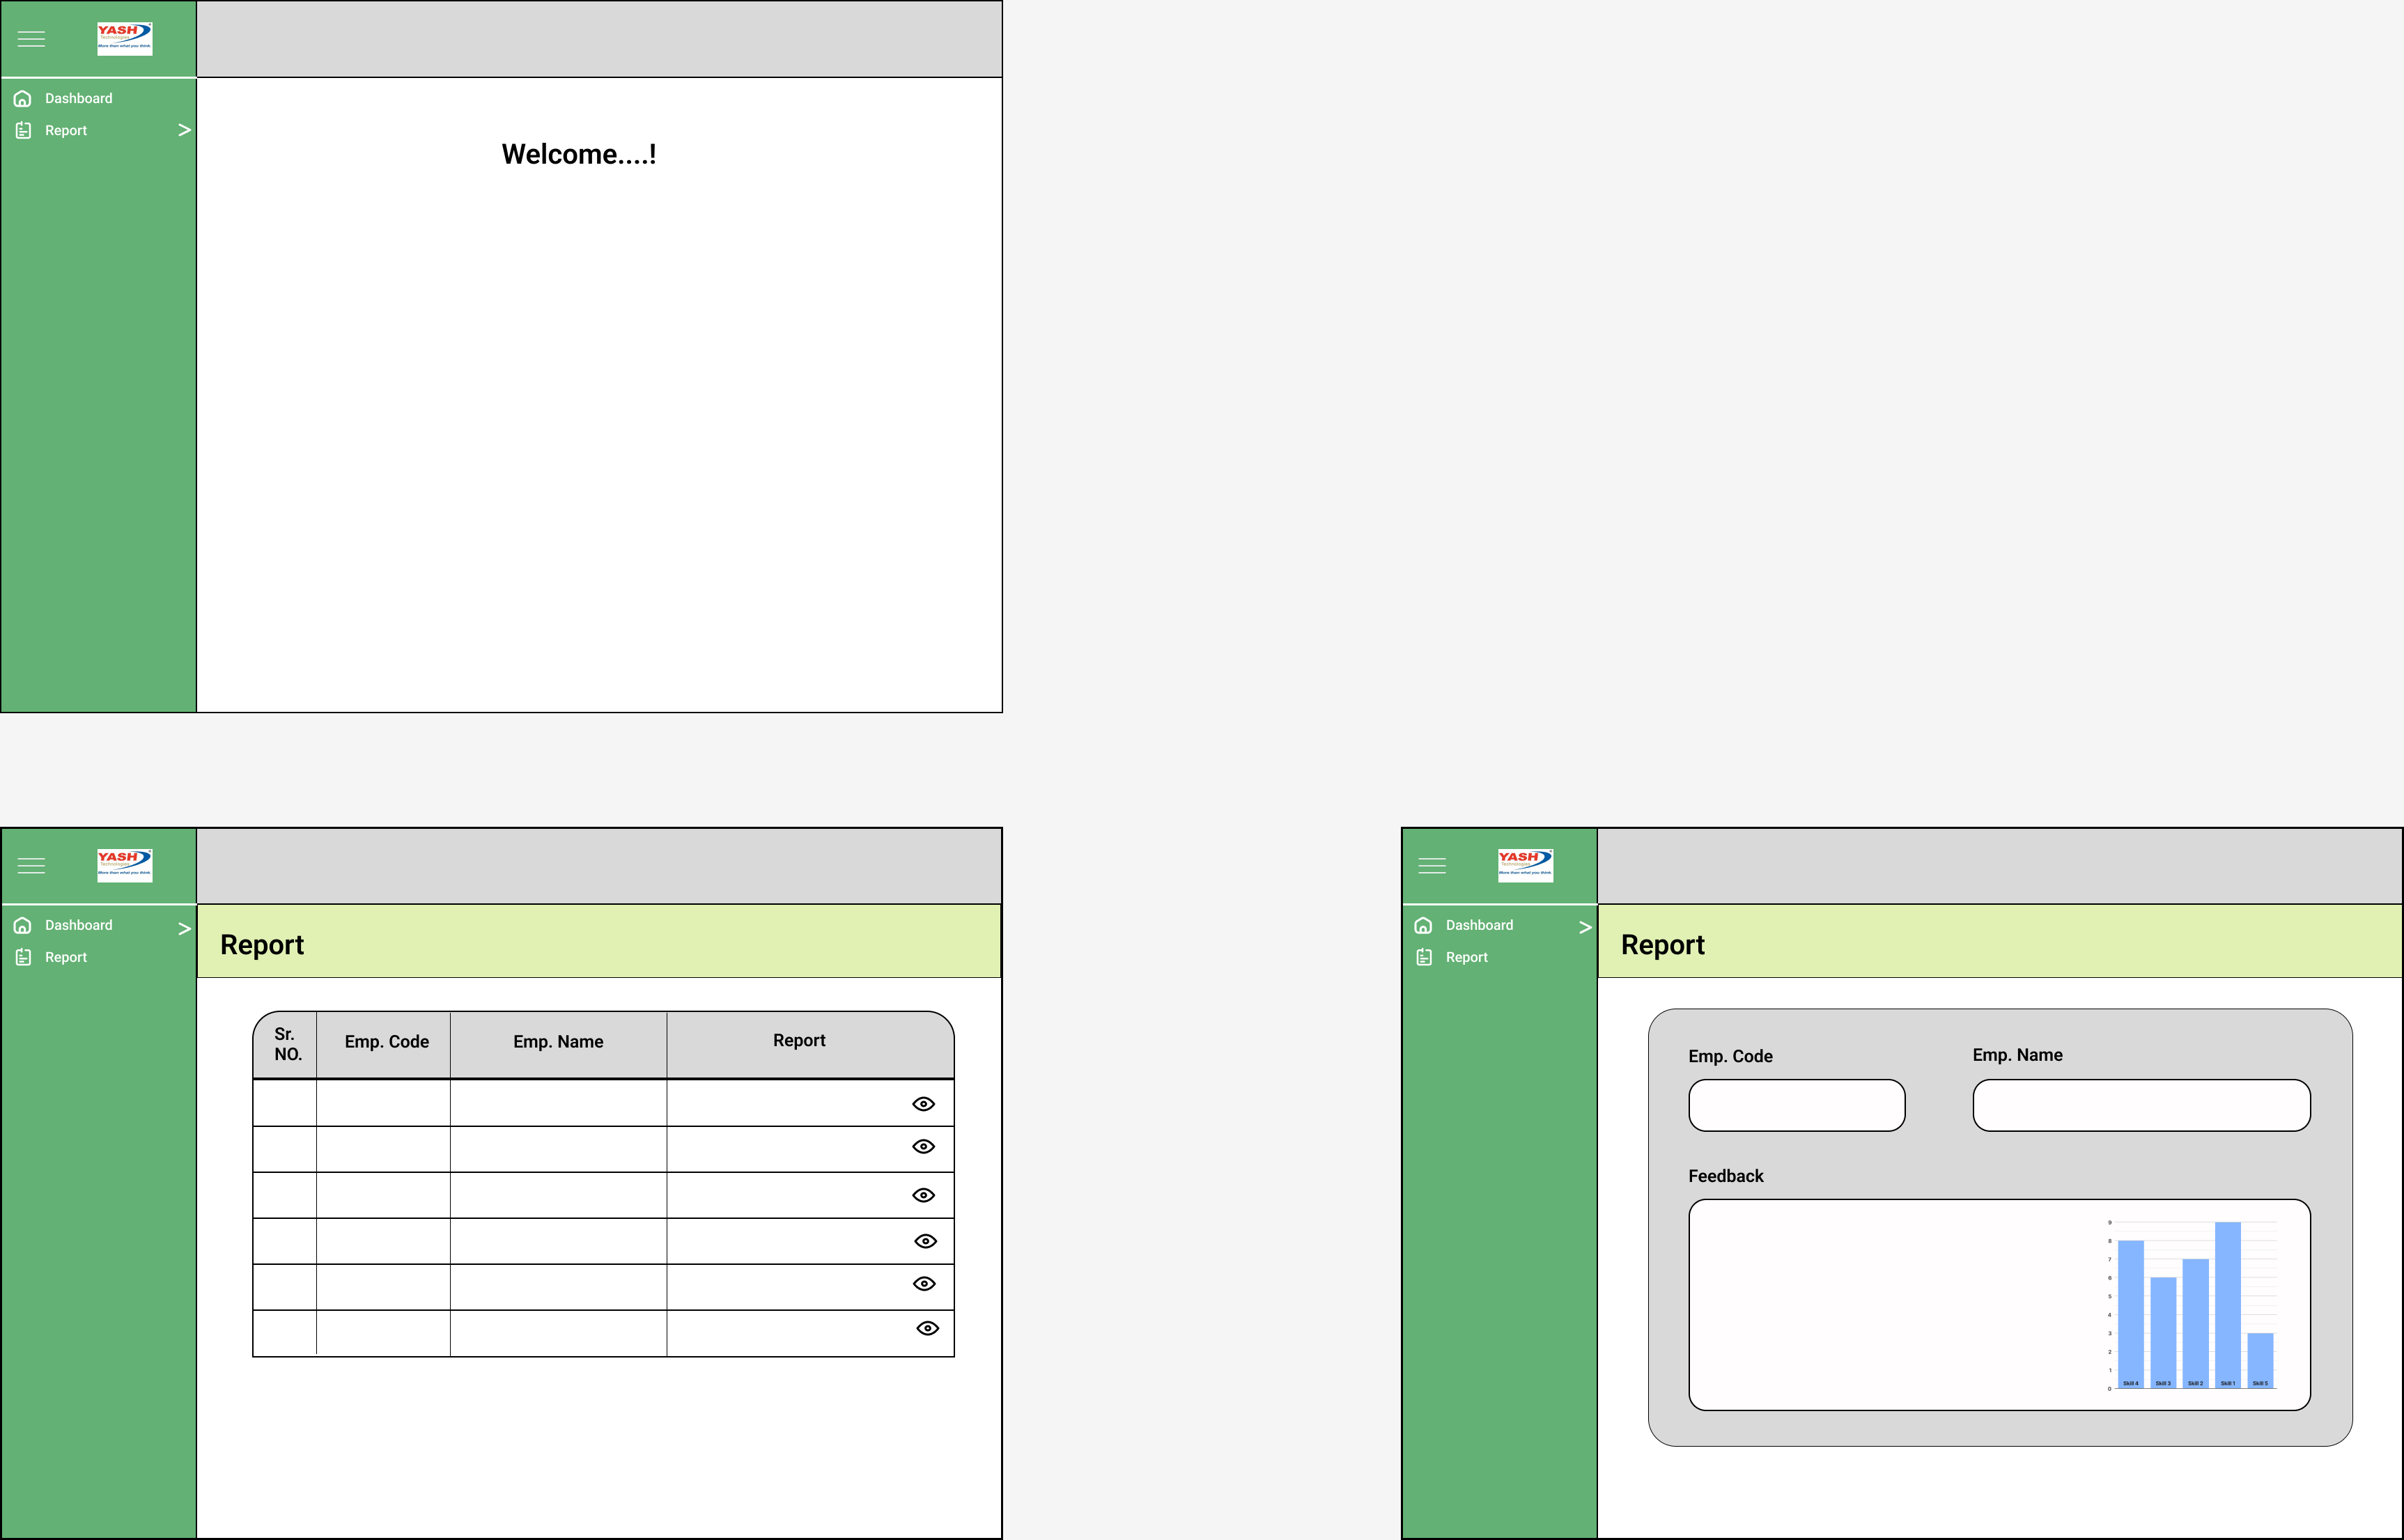 YASH
Technologies
More than what you think.
Dashboard
Report >
Welcome....!
YASH
Technologies
More than what you think.
Dashboard >
Report
Report
Sr. NO.
Emp. Code
Emp. Name
Report
YASH
Technologies
More than what you think.
Dashboard >
Report
Report
Emp. Code
Emp. Name
Feedback
9
8
7
6
5
4
3
2
1
0
Skill 4 Skill 3 Skill 2 Skill 1 Skill 5